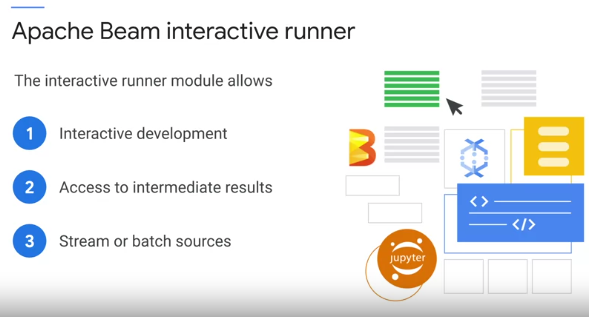 Apache Beam interactive runner
The interactive runner module allows
1 Interactive development
2 Access to intermediate results
3 Stream or batch sources
B
<>
</>
jupyter